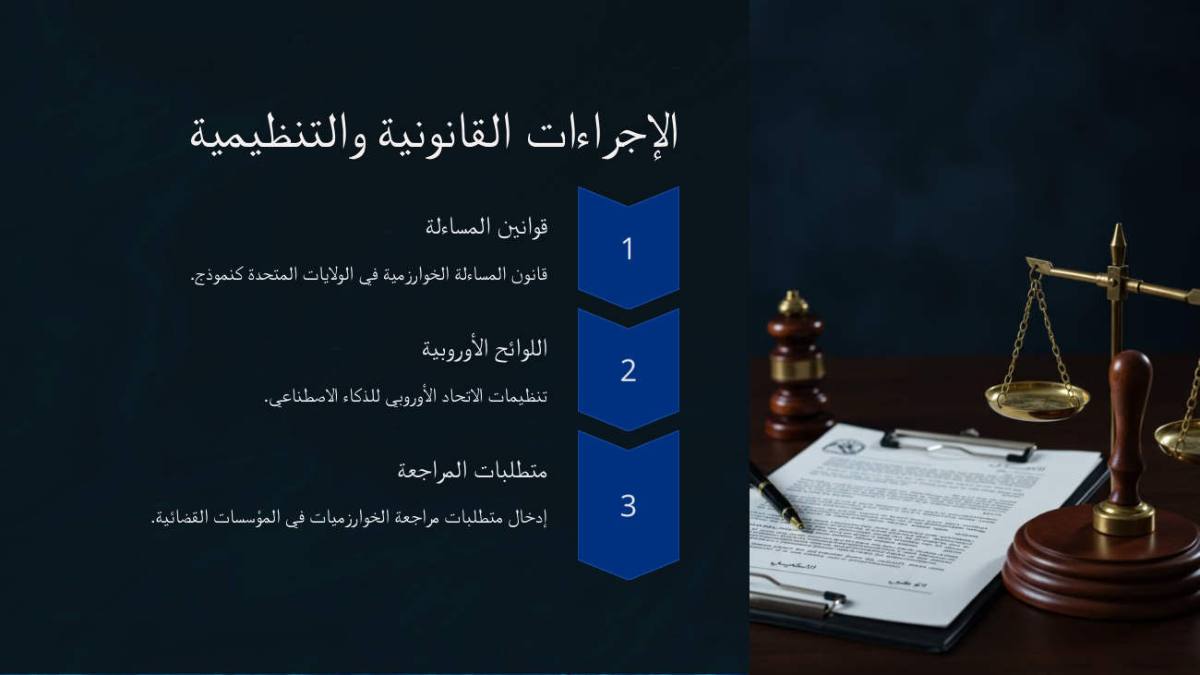 الإجراءات القانونية والتنظيمية
1
قوانين المساءلة
قانون المساءلة الخوارزمية في الولايات المتحدة كنموذج.
2
اللوائح الأوروبية
تنظيمات الاتحاد الأوروبي للذكاء الاصطناعي.
3
متطلبات المراجعة
إدخال متطلبات مراجعة الخوارزميات في المؤسسات القضائية.